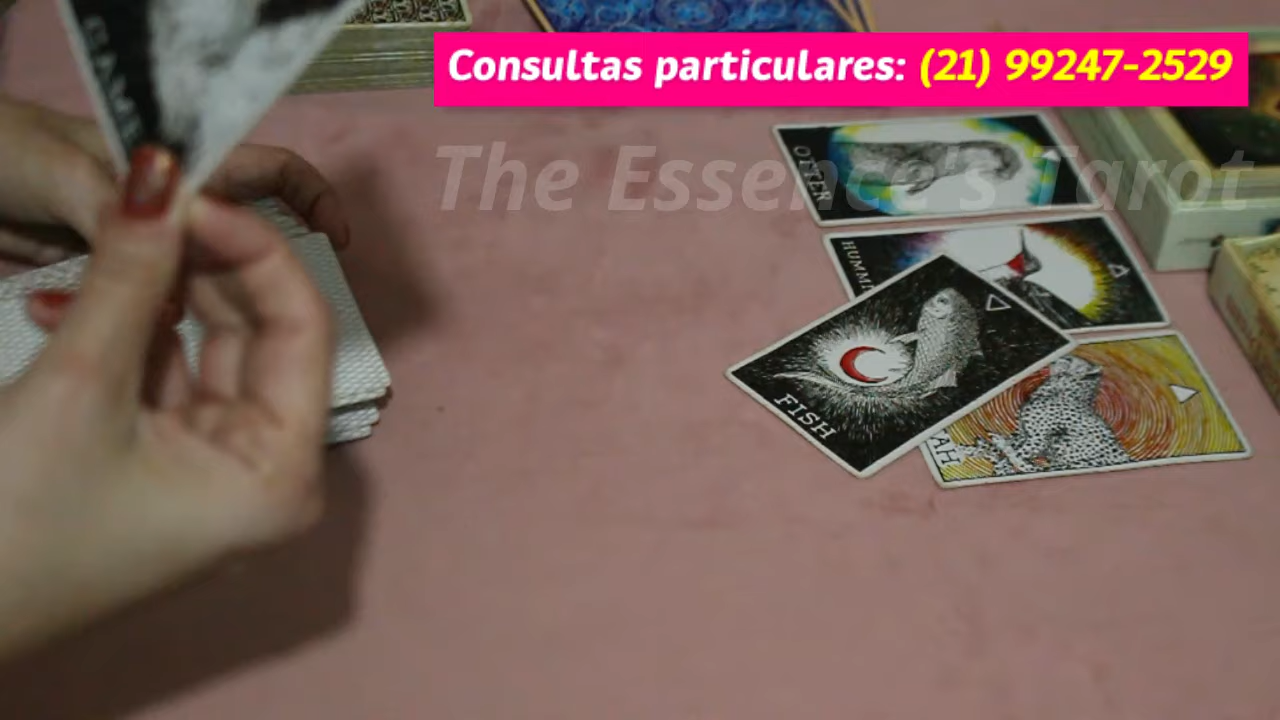 Consultas particulares: (21) 99247-2529
The Essence's Tarot
OTTER
FISH